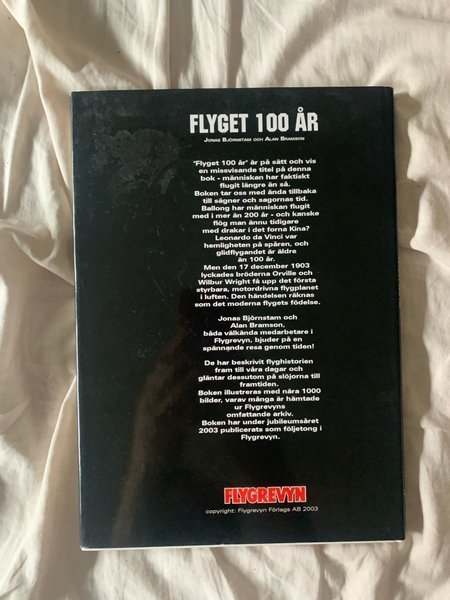 FLYGET 100 ÅR
JONAS BJÖRNSTAM OCH ALAN BRAMSON
"Flyget 100 år" är på sätt och vis
en missvisande titel på denna
bok - människan har faktiskt
flugit längre än så.
Boken tar oss med ända tillbaka
till sägner och sagornas tid.
Ballong har människan flugit
med i mer än 200 år - och kanske
flög man ännu tidigare
med drakar i det forna Kina?
Leonardo da Vinci var
hemligheten på spåren, och
glidflygandet är äldre
än 100 år.
Men den 17 december 1903
lyckades bröderna Orville och
Wilbur Wright få upp det första
styrbara, motordrivna flygplanet
i luften. Den händelsen räknas
som det moderna flygets födelse.
Jonas Björnstam och
Alan Bramson,
båda välkända medarbetare i
Flygrevyn, bjuder på en
spännande resa genom tiden!
De har beskrivit flyghistorien
fram till våra dagar och
gläntar dessutom på slöjorna till
framtiden.
Boken illustreras med nära 1000
bilder, varav många är hämtade
ur Flygrevyns
omfattande arkiv.
Boken har under jubileumsåret
2003 publicerats som följetong i
Flygrevyn.
FLYGREVYN
copyright: Flygrevyn Förlags AB 2003